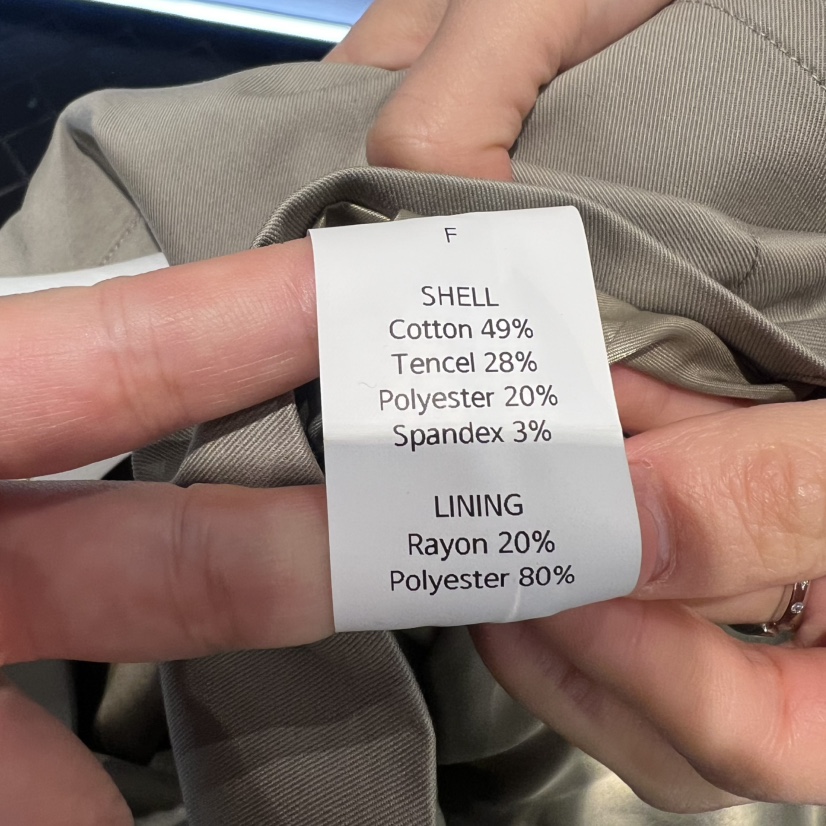 F
SHELL
Cotton 49%
Tencel 28%
Polyester 20%
Spandex 3%
LINING
Rayon 20%
Polyester 80%